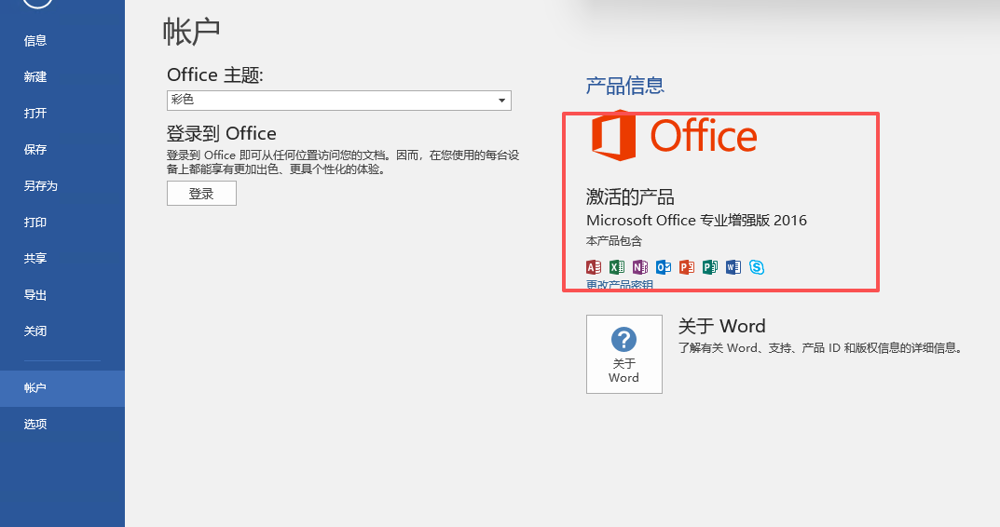 信息
新建
打开
保存
另存为
打印
共享
导出
关闭
帐户
选项
帐户
Office 主题:
彩色
登录到 Office
登录到 Office 即可从任何位置访问您的文档。因而，在您使用的每台设
备上都能享有更加出色、更具个性化的体验。
登录
产品信息
Office
激活的产品
Microsoft Office 专业增强版 2016
本产品包含
A X N O P P W S
更改产品密钥
?
关于
Word
关于 Word
了解有关 Word、支持、产品 ID 和版权信息的详细信息。